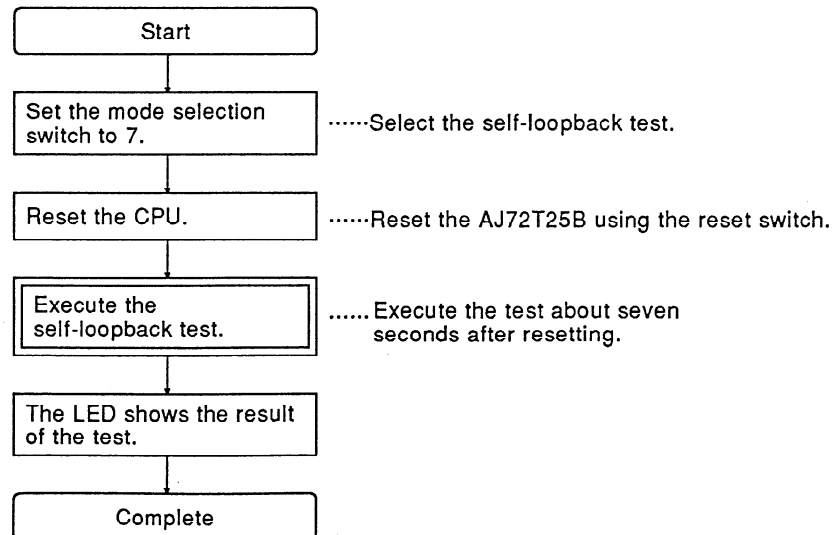 Start
Set the mode selection
switch to 7.
······Select the self-loopback test.
Reset the CPU.
······Reset the AJ72T25B using the reset switch.
Execute the
self-loopback test.
...... Execute the test about seven
seconds after resetting.
The LED shows the result
of the test.
Complete